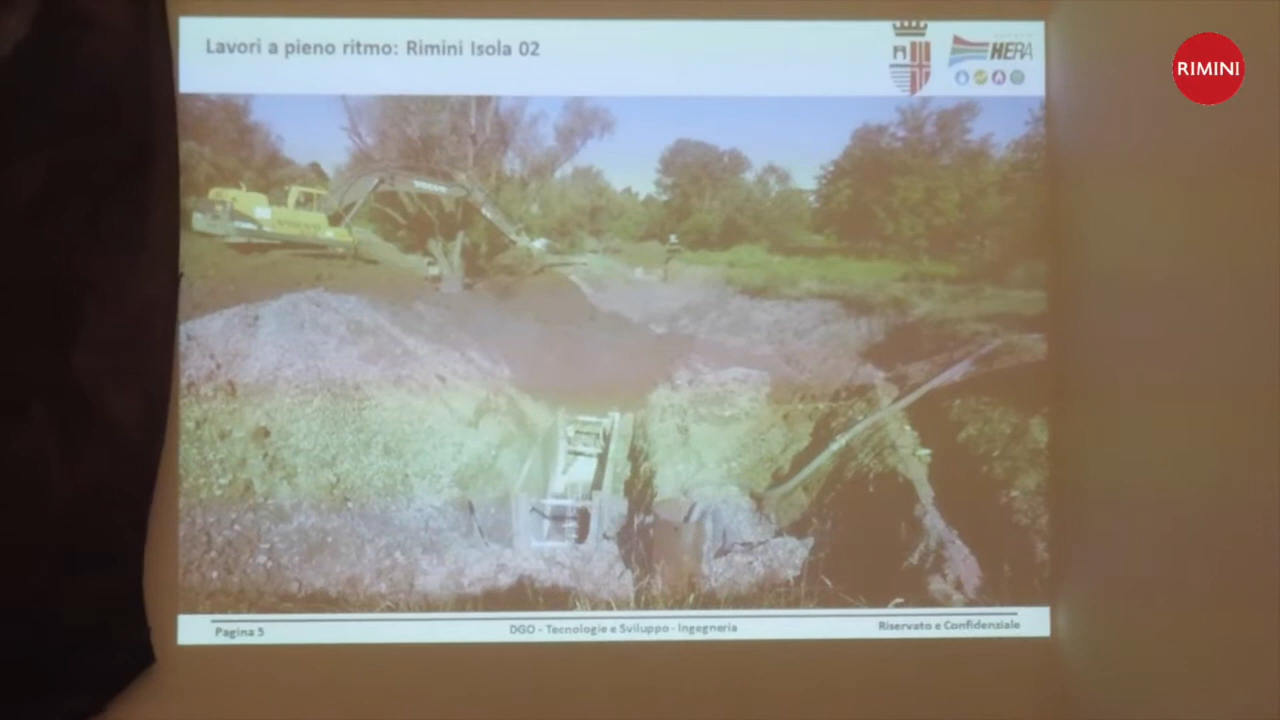 Lavori a pieno ritmo: Rimini Isola 02
HERA
RIMINI
Pagina 5
DGO - Tecnologie e Sviluppo - Ingegneria
Riservato e Confidenziale